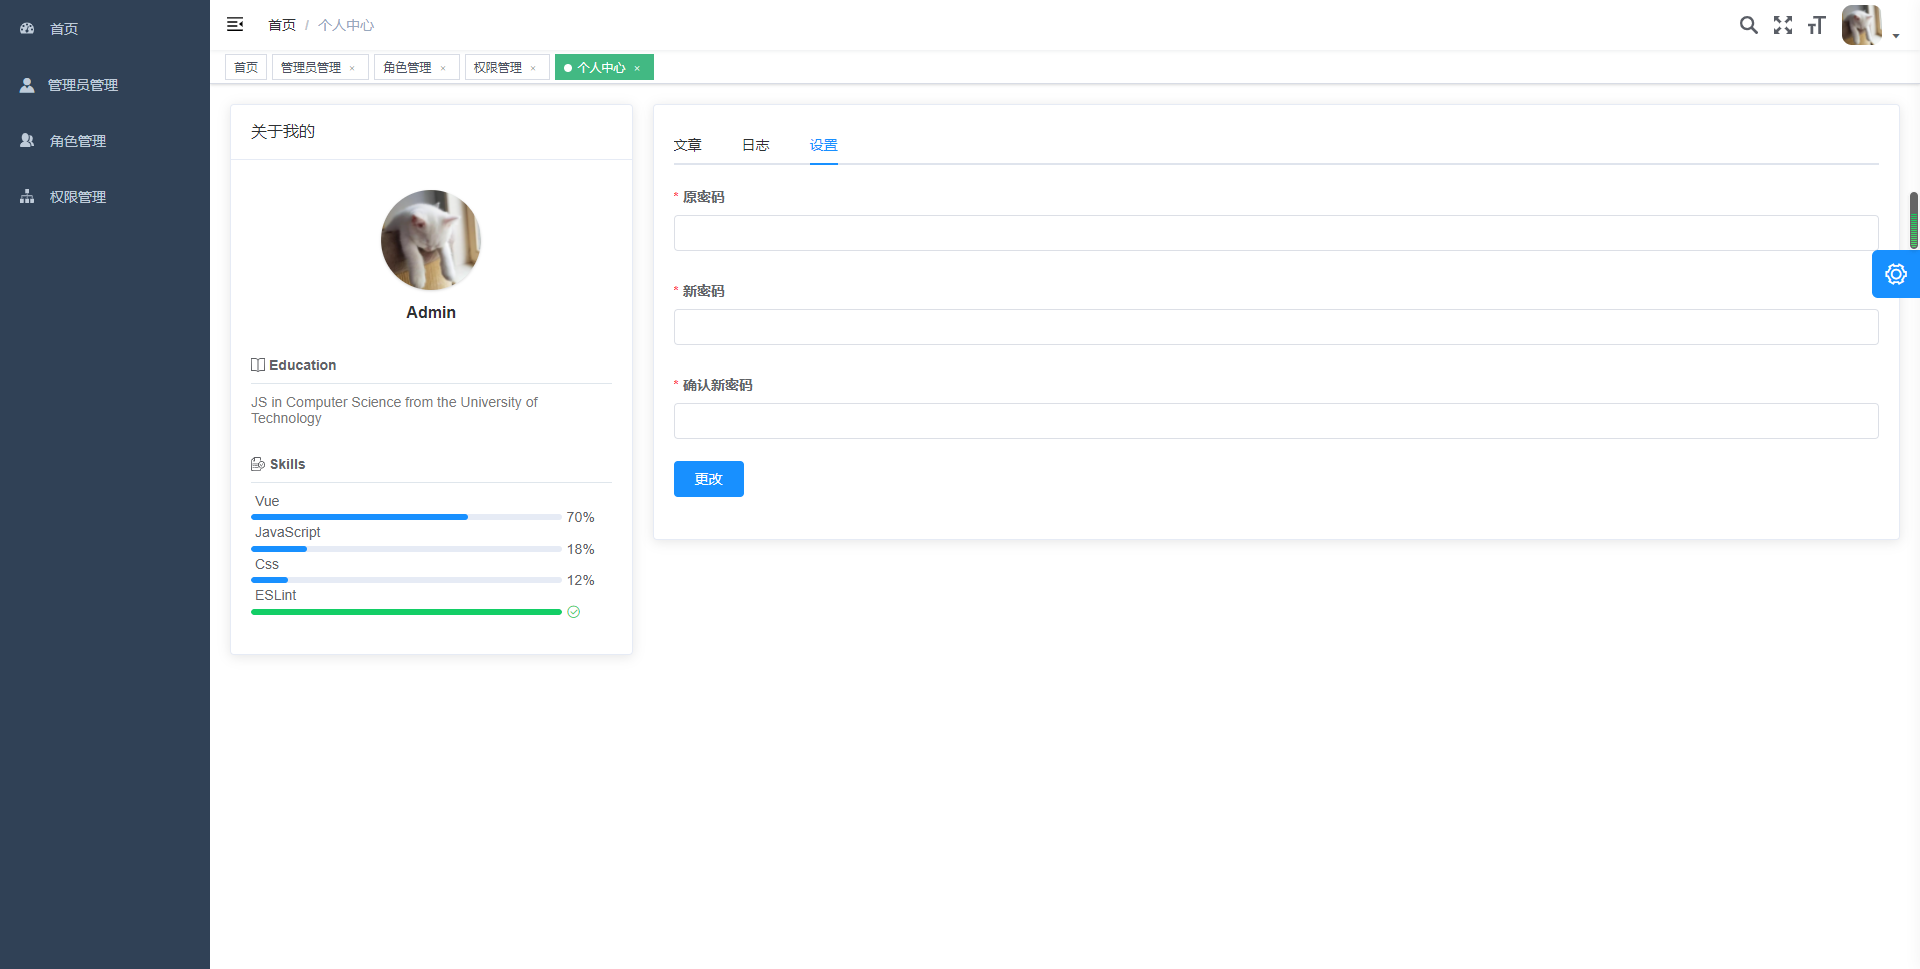 首页
管理员管理
角色管理
权限管理
首页 / 个人中心
首页 管理员管理 × 角色管理 × 权限管理 × 个人中心 ×
关于我的
Admin
Education
JS in Computer Science from the University of
Technology
Skills
Vue
70%
JavaScript
18%
Css
12%
ESLint
文章 日志 设置
* 原密码
* 新密码
* 确认新密码
更改